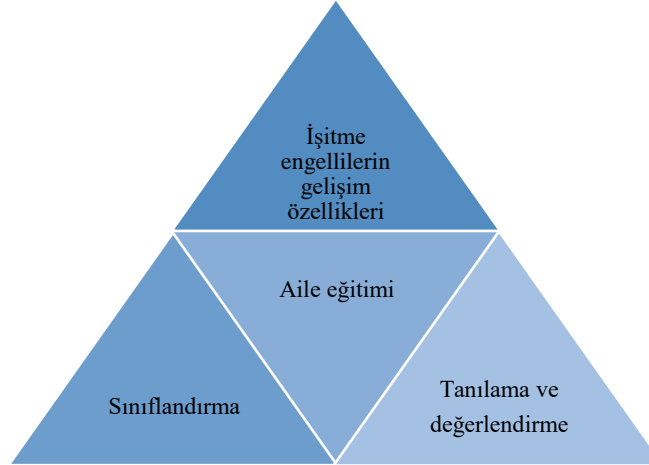 İşitme
engellilerin
gelişim
özellikleri
Aile eğitimi
Sınıflandırma
Tanılama ve
değerlendirme